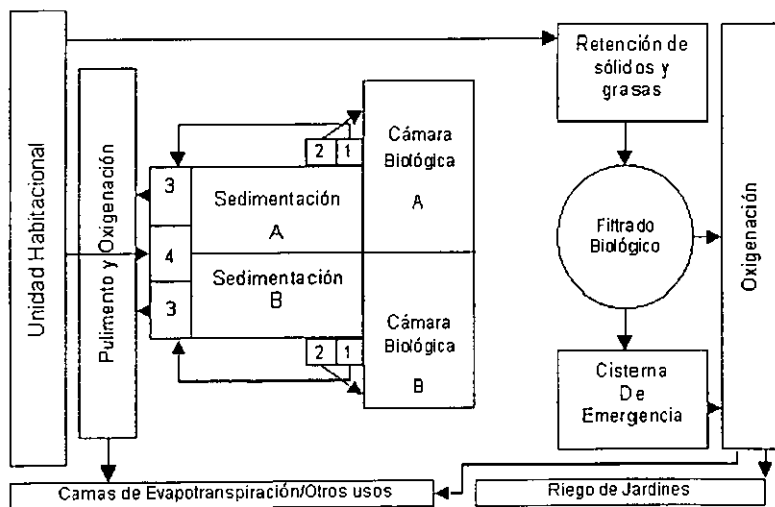 Unidad Habitacional
Pulimento y Oxigenación
3
4
3
Sedimentación
A
Sedimentación
B
2 1
2 1
Cámara
Biológica
A
Cámara
Biológica
B
Retención de
sólidos y
grasas
Filtrado
Biológico
Cisterna
De
Emergencia
Oxigenación
Camas de Evapotranspiración/Otros usos
Riego de Jardines